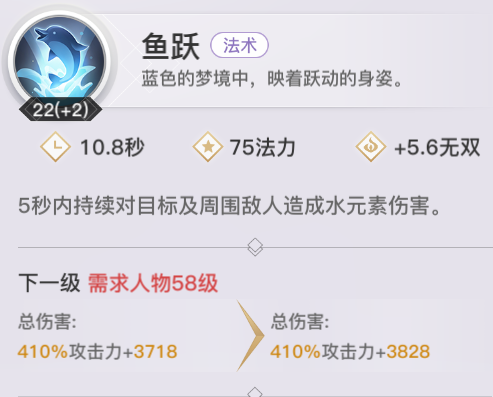 鱼跃 法术
蓝色的梦境中，映着跃动的身姿。
22(+2)
10.8秒 75法力 +5.6无双
5秒内持续对目标及周围敌人造成水元素伤害。
下一级 需求人物58级
总伤害: 总伤害:
410%攻击力+3718 410%攻击力+3828